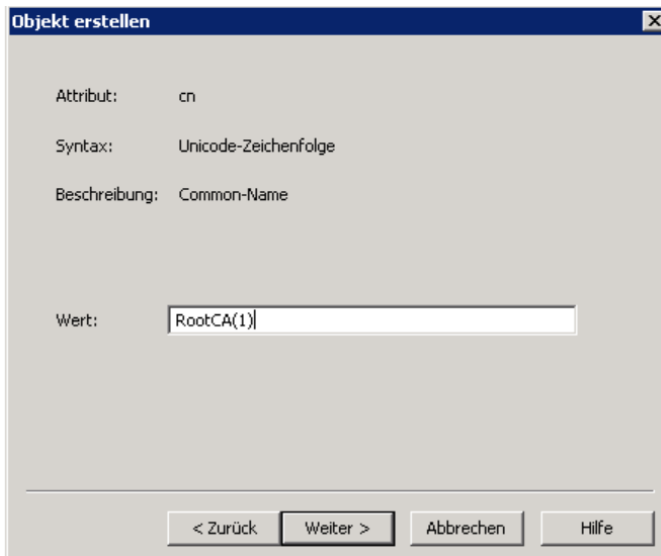 Objekt erstellen
Attribut: cn
Syntax: Unicode-Zeichenfolge
Beschreibung: Common-Name
Wert: RootCA(1)
< Zurück Weiter > Abbrechen Hilfe